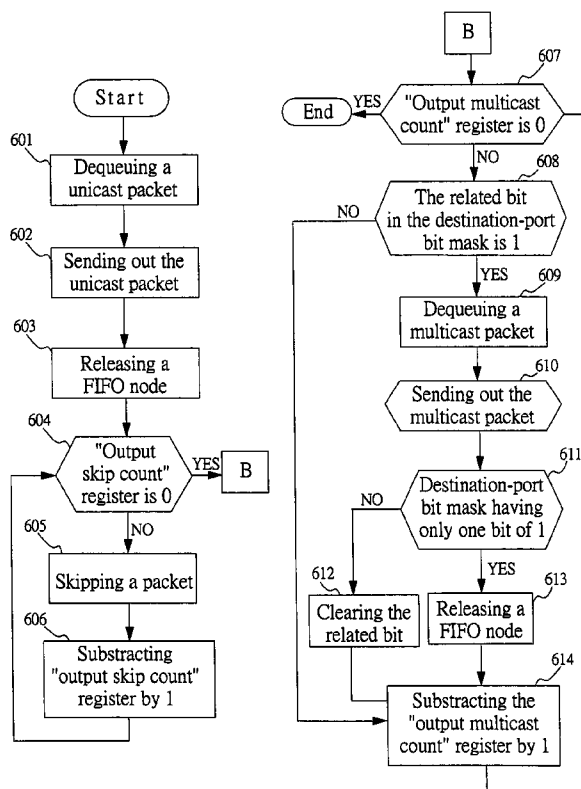 Start
601
Dequeuing a
unicast packet
602
Sending out the
unicast packet
603
Releasing a
FIFO node
604
"Output
skip count"
register is 0
YES
B
NO
605
Skipping a packet
606
Substracting
"output skip count"
register by 1
B
607
"Output multicast
count" register is 0
YES
End
NO
608
The related bit
in the destination-port
bit mask is 1
NO
YES
609
Dequeuing a
multicast packet
610
Sending out the
multicast packet
611
Destination-port
bit mask having
only one bit of 1
NO
YES
612
Clearing the
related bit
613
Releasing a
FIFO node
614
Substracting the
"output multicast
count" register by 1